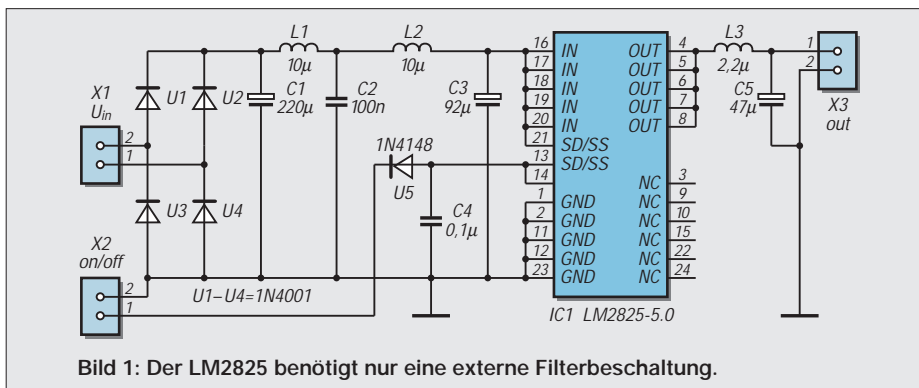 L1
10µ
L2
10µ
L3
2,2µ
X1
Uin
2
1
U1
U2
U3
U4
C1
220µ
C2
100n
C3
92µ
1N4148
U5
C4
0,1µ
X2
on/off
2
1
U1–U4=1N4001
16 IN OUT 4
17 IN OUT 5
18 IN OUT 6
19 IN OUT 7
20 IN OUT 8
21 SD/SS
13 SD/SS
14 NC 3
1 GND NC 9
2 GND NC 10
11 GND NC 15
12 GND NC 22
23 GND NC 24
IC1 LM2825-5.0
C5
47µ
1
2
X3
out
Bild 1: Der LM2825 benötigt nur eine externe Filterbeschaltung.